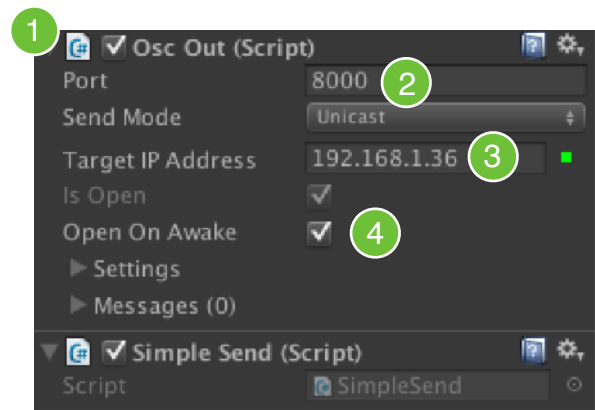 1
Osc Out (Script)
Port 8000 2
Send Mode Unicast
Target IP Address 192.168.1.36 3
Is Open
Open On Awake 4
Settings
Messages (0)
C# Simple Send (Script)
Script SimpleSend